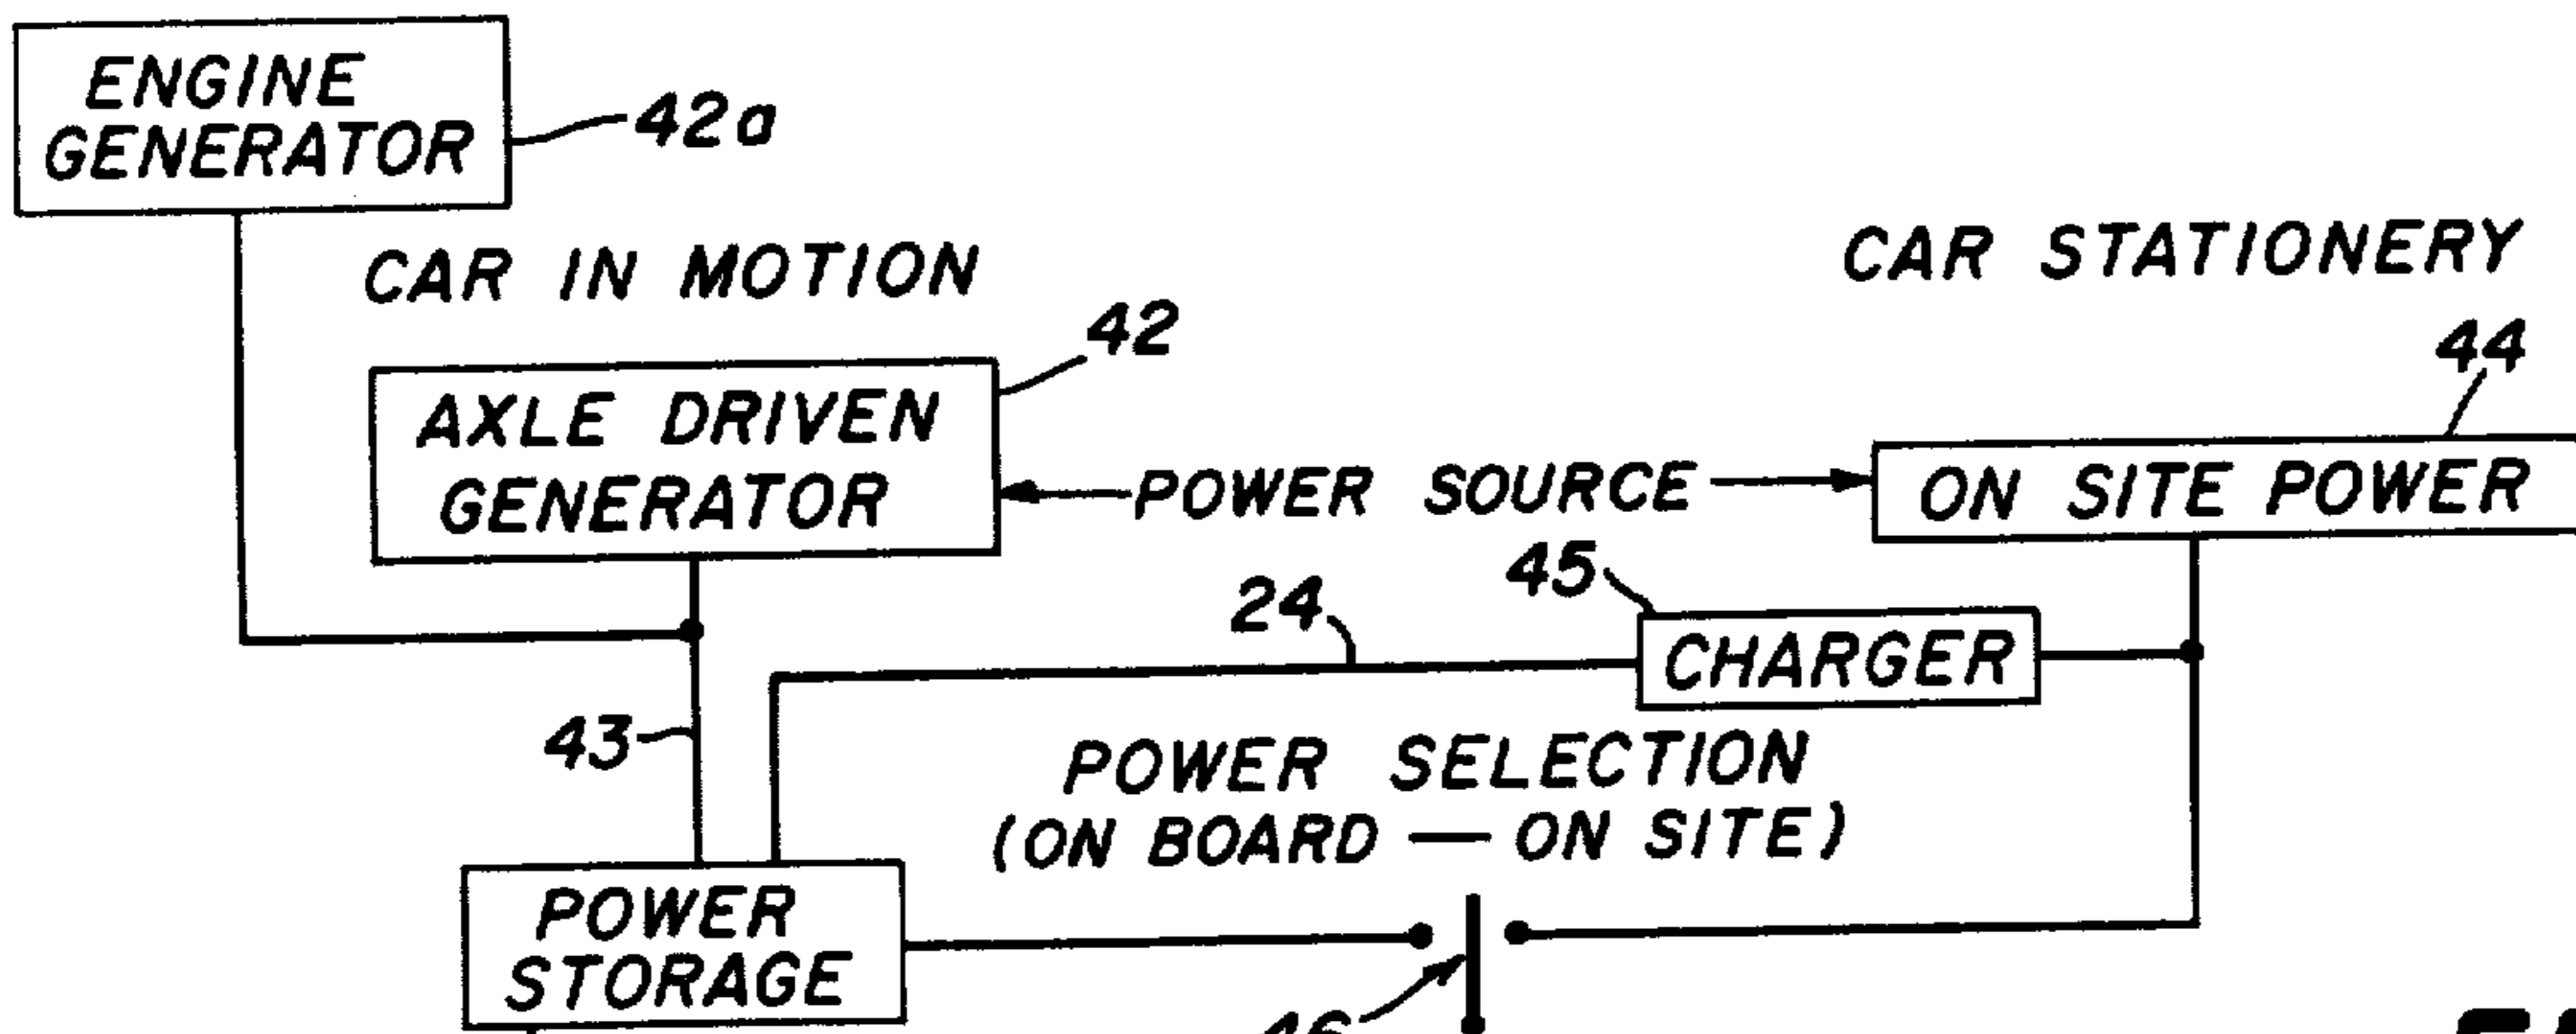 ENGINE
GENERATOR
42a
CAR IN MOTION
CAR STATIONERY
42
44
AXLE DRIVEN
GENERATOR
POWER SOURCE
ON SITE POWER
45
24
CHARGER
43
POWER SELECTION
(ON BOARD — ON SITE)
POWER
STORAGE
46